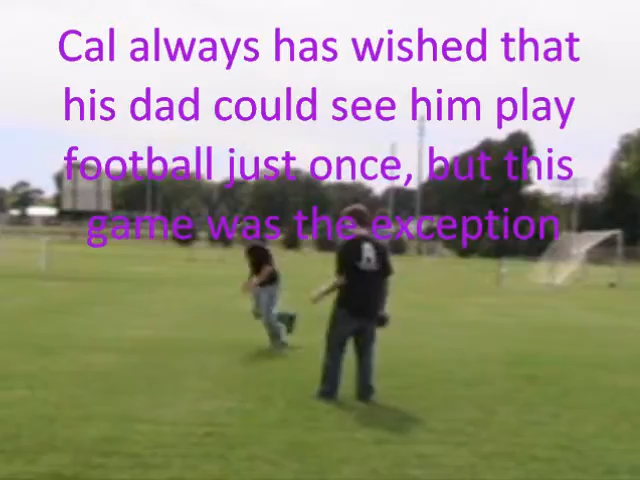 Cal always has wished that
his dad could see him play
football just once, but this
game was the exception